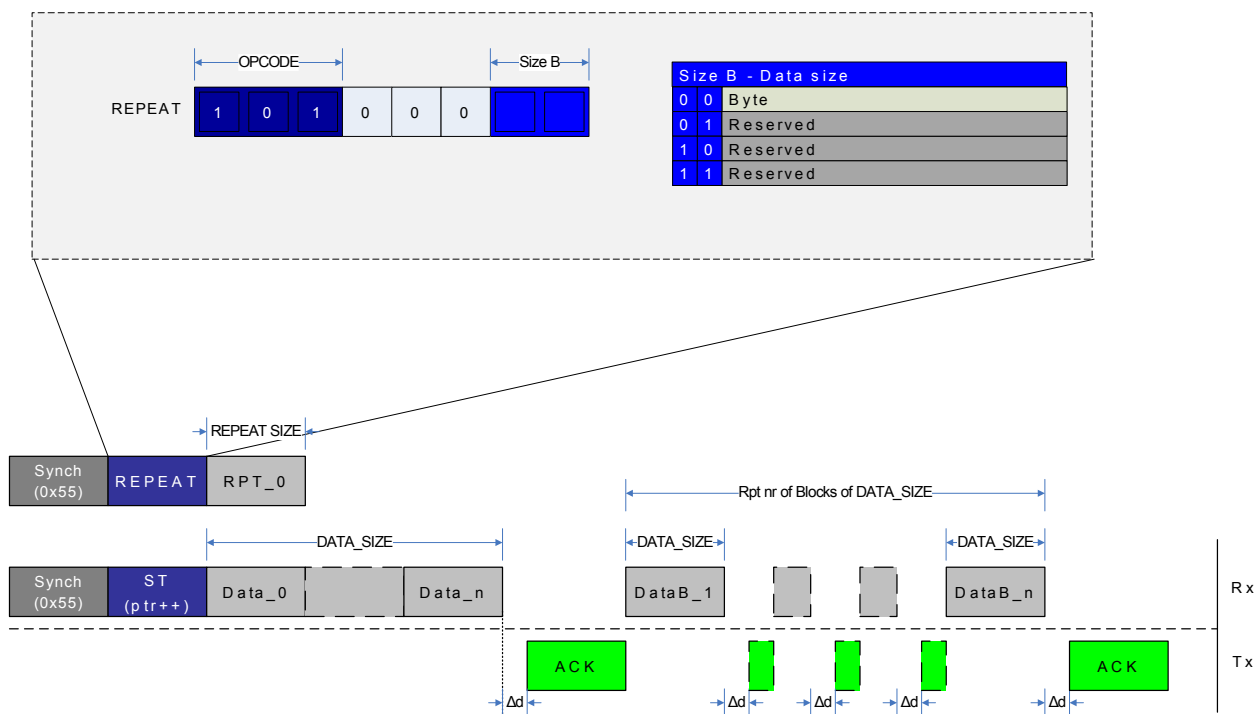 OPCODE
Size B
REPEAT
1 0 1 0 0 0
Size B - Data size
0 0 Byte
0 1 Reserved
1 0 Reserved
1 1 Reserved
REPEAT SIZE
Synch
(0x55)
REPEAT
RPT_0
Rpt nr of Blocks of DATA_SIZE
DATA_SIZE
DATA_SIZE
DATA_SIZE
Synch
(0x55)
ST
(ptr++)
Data_0
Data_n
DataB_1
DataB_n
Rx
ACK
ACK
Tx
Δd
Δd
Δd
Δd
Δd